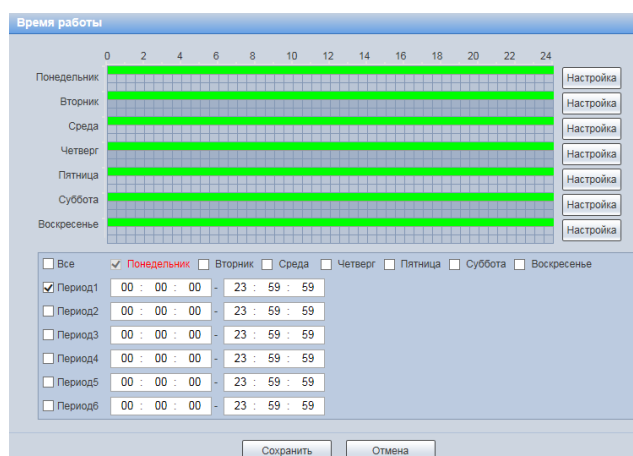 Время работы
0 2 4 6 8 10 12 14 16 18 20 22 24
Понедельник Настройка
Вторник Настройка
Среда Настройка
Четверг Настройка
Пятница Настройка
Суббота Настройка
Воскресенье Настройка
Все Понедельник Вторник Среда Четверг Пятница Суббота Воскресенье
Период1 00 : 00 : 00 - 23 : 59 : 59
Период2 00 : 00 : 00 - 23 : 59 : 59
Период3 00 : 00 : 00 - 23 : 59 : 59
Период4 00 : 00 : 00 - 23 : 59 : 59
Период5 00 : 00 : 00 - 23 : 59 : 59
Период6 00 : 00 : 00 - 23 : 59 : 59
Сохранить Отмена